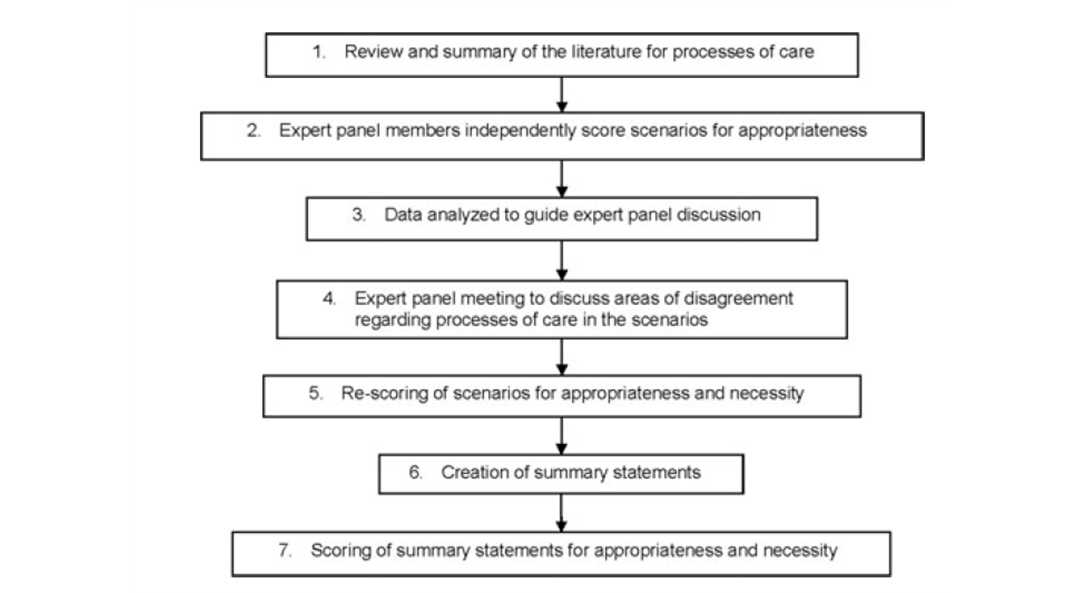 1. Review and summary of the literature for processes of care
2. Expert panel members independently score scenarios for appropriateness
3. Data analyzed to guide expert panel discussion
4. Expert panel meeting to discuss areas of disagreement
regarding processes of care in the scenarios
5. Re-scoring of scenarios for appropriateness and necessity
6. Creation of summary statements
7. Scoring of summary statements for appropriateness and necessity